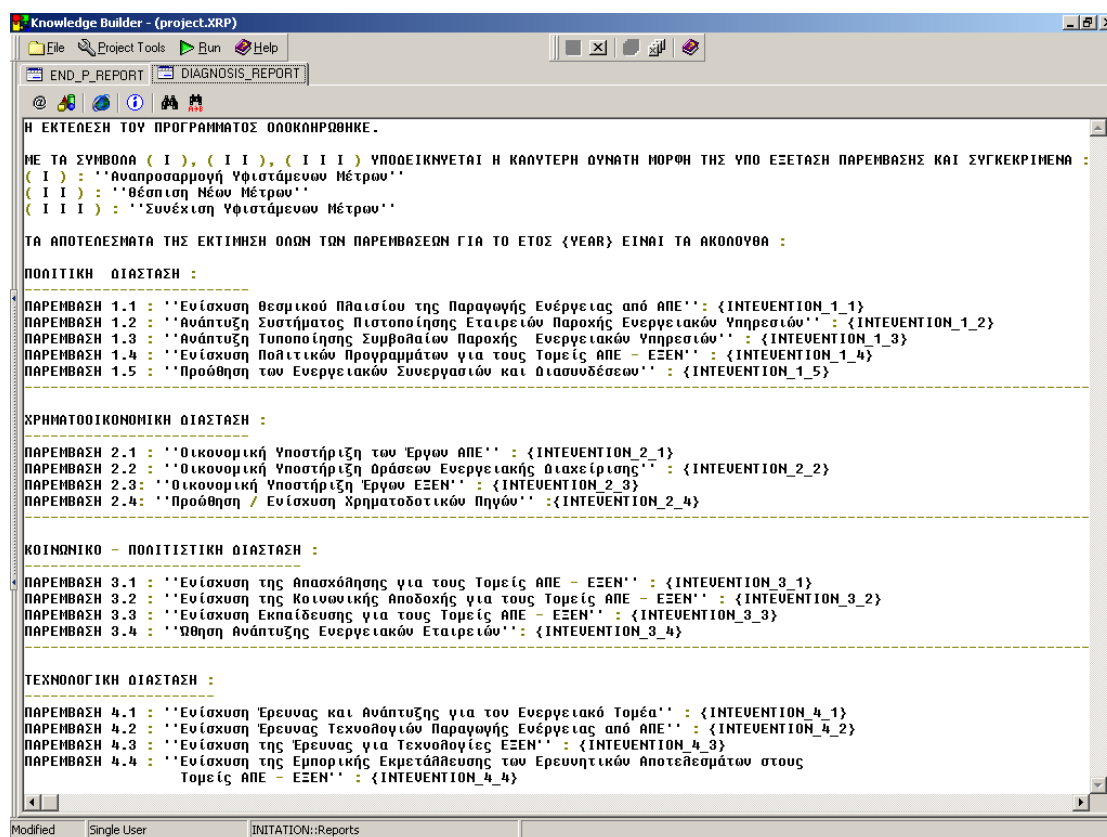 Knowledge Builder - (project.XRP)
File Project Tools Run Help
END_P_REPORT DIAGNOSIS_REPORT
Η ΕΚΤΕΛΕΣΗ ΤΟΥ ΠΡΟΓΡΑΜΜΑΤΟΣ ΟΛΟΚΛΗΡΩΘΗΚΕ.
ΜΕ ΤΑ ΣΥΜΒΟΛΑ ( I ), ( I I ), ( I I I ) ΥΠΟΔΕΙΚΝΥΕΤΑΙ Η ΚΑΛΥΤΕΡΗ ΔΥΝΑΤΗ ΜΟΡΦΗ ΤΗΣ ΥΠΟ ΕΞΕΤΑΣΗ ΠΑΡΕΜΒΑΣΗΣ ΚΑΙ ΣΥΓΚΕΚΡΙΜΕΝΑ :
( I ) : ''Αναπροσαρμογή Υφιστάμενων Μέτρων''
( I I ) : ''Θέσπιση Νέων Μέτρων''
( I I I ) : ''Συνέχιση Υφιστάμενων Μέτρων''
ΤΑ ΑΠΟΤΕΛΕΣΜΑΤΑ ΤΗΣ ΕΚΤΙΜΗΣΗ ΟΛΩΝ ΤΩΝ ΠΑΡΕΜΒΑΣΕΩΝ ΓΙΑ ΤΟ ΕΤΟΣ {YEAR} ΕΙΝΑΙ ΤΑ ΑΚΟΛΟΥΘΑ :
ΠΟΛΙΤΙΚΗ ΔΙΑΣΤΑΣΗ :
ΠΑΡΕΜΒΑΣΗ 1.1 : ''Ενίσχυση Θεσμικού Πλαισίου της Παραγωγής Ενέργειας από ΑΠΕ'': {INTEVENTION_1_1}
ΠΑΡΕΜΒΑΣΗ 1.2 : ''Ανάπτυξη Συστήματος Πιστοποίησης Εταιρειών Παροχής Ενεργειακών Υπηρεσιών'' : {INTEVENTION_1_2}
ΠΑΡΕΜΒΑΣΗ 1.3 : ''Ανάπτυξη Τυποποίησης Συμβολαίων Παροχής Ενεργειακών Υπηρεσιών'' : {INTEVENTION_1_3}
ΠΑΡΕΜΒΑΣΗ 1.4 : ''Ενίσχυση Πολιτικών Προγραμμάτων για τους Τομείς ΑΠΕ - ΕΞΕΝ'' : {INTEVENTION_1_4}
ΠΑΡΕΜΒΑΣΗ 1.5 : ''Προώθηση των Ενεργειακών Συνεργασιών και Διασυνδέσεων'' : {INTEVENTION_1_5}
ΧΡΗΜΑΤΟΟΙΚΟΝΟΜΙΚΗ ΔΙΑΣΤΑΣΗ :
ΠΑΡΕΜΒΑΣΗ 2.1 : ''Οικονομική Υποστήριξη των Έργων ΑΠΕ'' : {INTEVENTION_2_1}
ΠΑΡΕΜΒΑΣΗ 2.2 : ''Οικονομική Υποστήριξη Δράσεων Ενεργειακής Διαχείρισης'' : {INTEVENTION_2_2}
ΠΑΡΕΜΒΑΣΗ 2.3: ''Οικονομική Υποστήριξη Έργων ΕΞΕΝ'' : {INTEVENTION_2_3}
ΠΑΡΕΜΒΑΣΗ 2.4: ''Προώθηση / Ενίσχυση Χρηματοδοτικών Πηγών'' :{INTEVENTION_2_4}
ΚΟΙΝΩΝΙΚΟ - ΠΟΛΙΤΙΣΤΙΚΗ ΔΙΑΣΤΑΣΗ :
ΠΑΡΕΜΒΑΣΗ 3.1 : ''Ενίσχυση της Απασχόλησης για τους Τομείς ΑΠΕ - ΕΞΕΝ'' : {INTEVENTION_3_1}
ΠΑΡΕΜΒΑΣΗ 3.2 : ''Ενίσχυση της Κοινωνικής Αποδοχής για τους Τομείς ΑΠΕ - ΕΞΕΝ'' : {INTEVENTION_3_2}
ΠΑΡΕΜΒΑΣΗ 3.3 : ''Ενίσχυση Εκπαίδευσης για τους Τομείς ΑΠΕ - ΕΞΕΝ'' : {INTEVENTION_3_3}
ΠΑΡΕΜΒΑΣΗ 3.4 : ''Ώθηση Ανάπτυξης Ενεργειακών Εταιρειών'': {INTEVENTION_3_4}
ΤΕΧΝΟΛΟΓΙΚΗ ΔΙΑΣΤΑΣΗ :
ΠΑΡΕΜΒΑΣΗ 4.1 : ''Ενίσχυση Έρευνας και Ανάπτυξης για τον Ενεργειακό Τομέα'' : {INTEVENTION_4_1}
ΠΑΡΕΜΒΑΣΗ 4.2 : ''Ενίσχυση Έρευνας Τεχνολογιών Παραγωγής Ενέργειας από ΑΠΕ'' : {INTEVENTION_4_2}
ΠΑΡΕΜΒΑΣΗ 4.3 : ''Ενίσχυση της Έρευνας για Τεχνολογίες ΕΞΕΝ'' : {INTEVENTION_4_3}
ΠΑΡΕΜΒΑΣΗ 4.4 : ''Ενίσχυση της Εμπορικής Εκμετάλλευσης των Ερευνητικών Αποτελεσμάτων στους
Τομείς ΑΠΕ - ΕΞΕΝ'' : {INTEVENTION_4_4}
Modified Single User INITATION::Reports